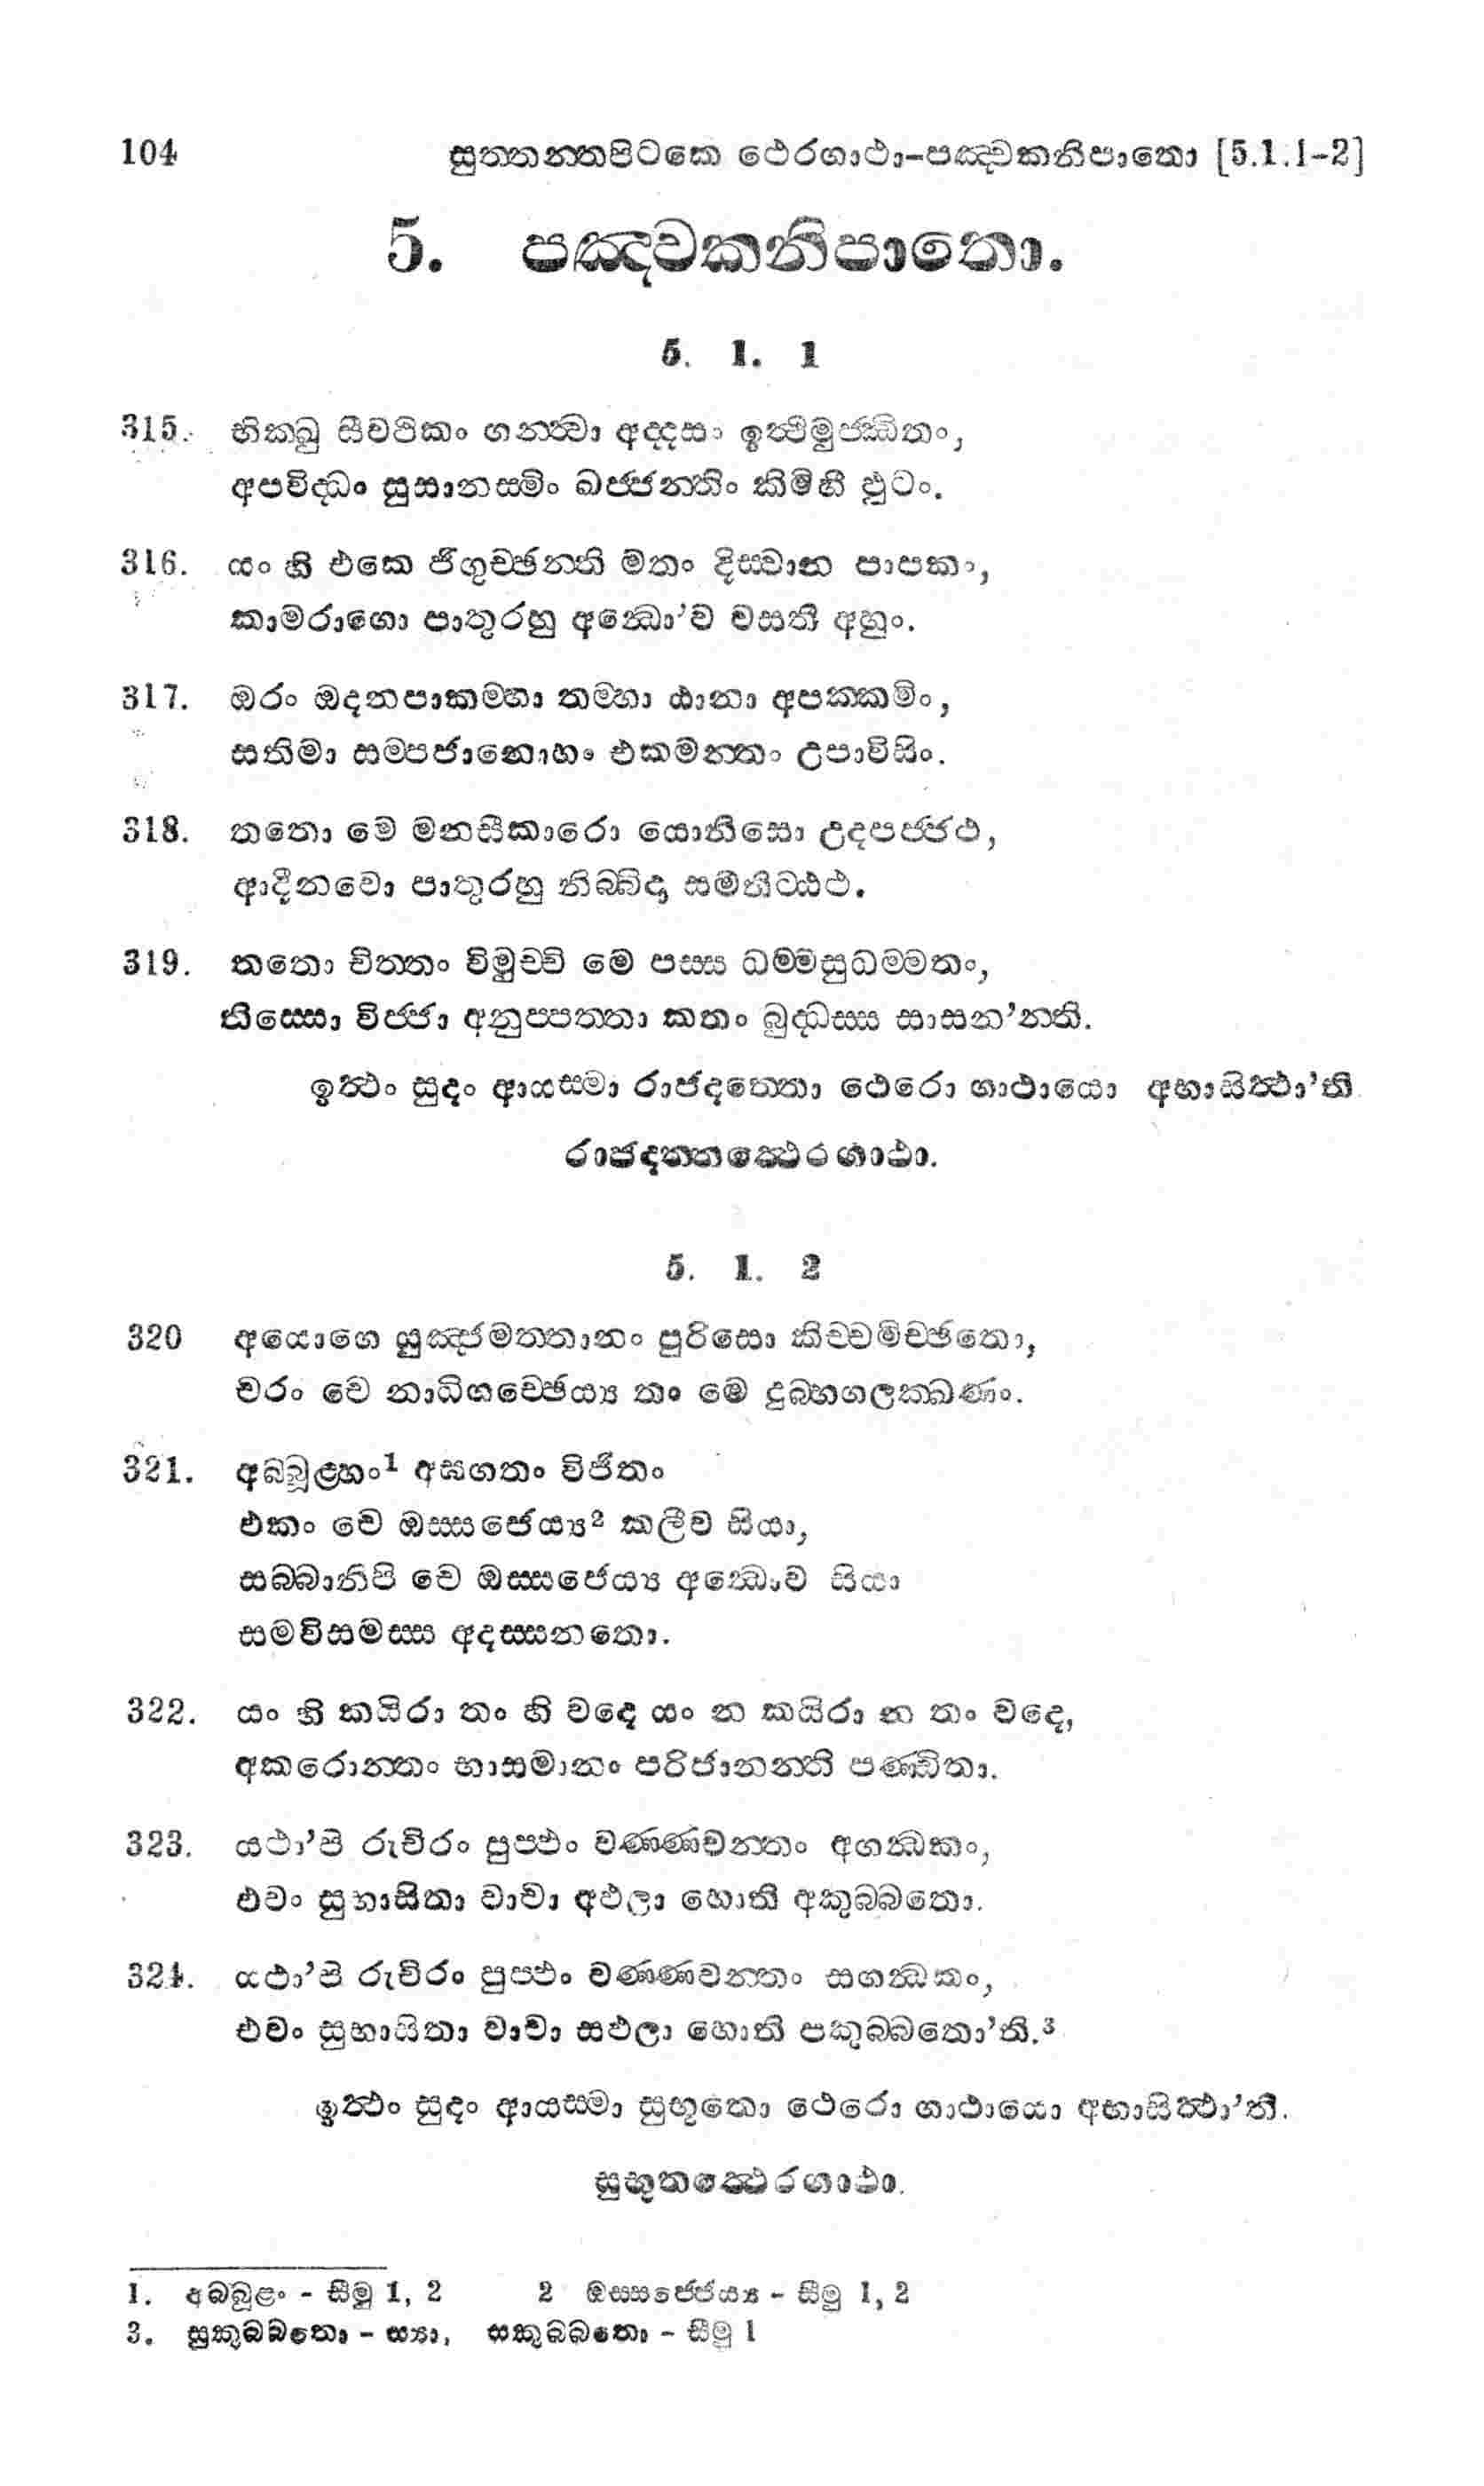 104 සුත්තන්තපිටකෙ ථෙරගාථා-පඤ්චකනිපාතො [5.1.1-2]
5. පඤ්චකනිපාතො.
5. 1. 1
315. භික්ඛු සීවථිකං ගන්ත්වා අද්දසා ඉත්ථිමුජ්ඣිතං,
අපවිද්ධං සුසානස්මිං ඛජ්ජන්තිං කිමිහී ඵුටං.
316. යං හි එකෙ ජිගුච්ඡන්ති මතං දිස්වාන පාපකං,
කාමරාගො පාතුරහු අන්ධො’ව වසතී අහුං.
317. ඔරං ඔදනපාකම්හා තම්හා ඨානා අපක්කමිං,
සතිමා සම්පජානොහං එකමන්තං උපාවිසිං.
318. තතො මෙ මනසීකාරො යොනිසො උදපජ්ජථ,
ආදීනවො පාතුරහු නිබ්බිදා සමතිට්ඨථ.
319. තතො චිත්තං විමුච්චි මෙ පස්ස ධම්මසුධම්මතං,
තිස්සො විජ්ජා අනුප්පත්තා කතං බුද්ධස්ස සාසන’න්ති.
ඉත්ථං සුදං ආයස්මා රාජදත්තො ථෙරො ගාථායො අභාසිත්ථා’ති
රාජදත්තත්ථෙරගාථා.
5. 1. 2
320 අයොගෙ යුඤ්ජමත්තානං පුරිසො කිච්චමිච්ඡතො,
චරං චෙ නාධිගච්ඡෙය්‍ය තං මෙ දුබ්භගලක්ඛණං.
321. අබ්බූළ්හං¹ අඝගතං විජිතං
එකං චෙ ඔස්සජෙය්‍ය² කලීව සියා,
සබ්බානිපි චෙ ඔස්සජෙය්‍ය අන්ධොව සියා
සමවිසමස්ස අදස්සනතො.
322. යං හි කයිරා තං හි වදෙ යං න කයිරා න තං වදෙ,
අකරොන්තං භාසමානං පරිජානන්ති පණ්ඩිතා.
323. යථා’පි රුචිරං පුප්ඵං වණ්ණවන්තං අගන්ධකං,
එවං සුභාසිතා වාචා අඵලා හොති අකුබ්බතො.
324. යථා’පි රුචිරං පුප්ඵං වණ්ණවන්තං සගන්ධකං,
එවං සුභායිතා වාචා සඵලා හොති පකුබ්බතො’ති.³
ඉත්ථං සුදං ආයස්මා සුභූතො ථෙරො ගාථායො අභාසිත්ථා’ති.
සුභූතත්ථෙරගාථා.
1. අබ්බූළං - සීමු 1, 2 2 ඔස්සජ්ජෙය්‍ය - සීමු 1, 2
3. සුකුබ්බතො - ස්‍යා, සකුබ්බතො - සීමු 1